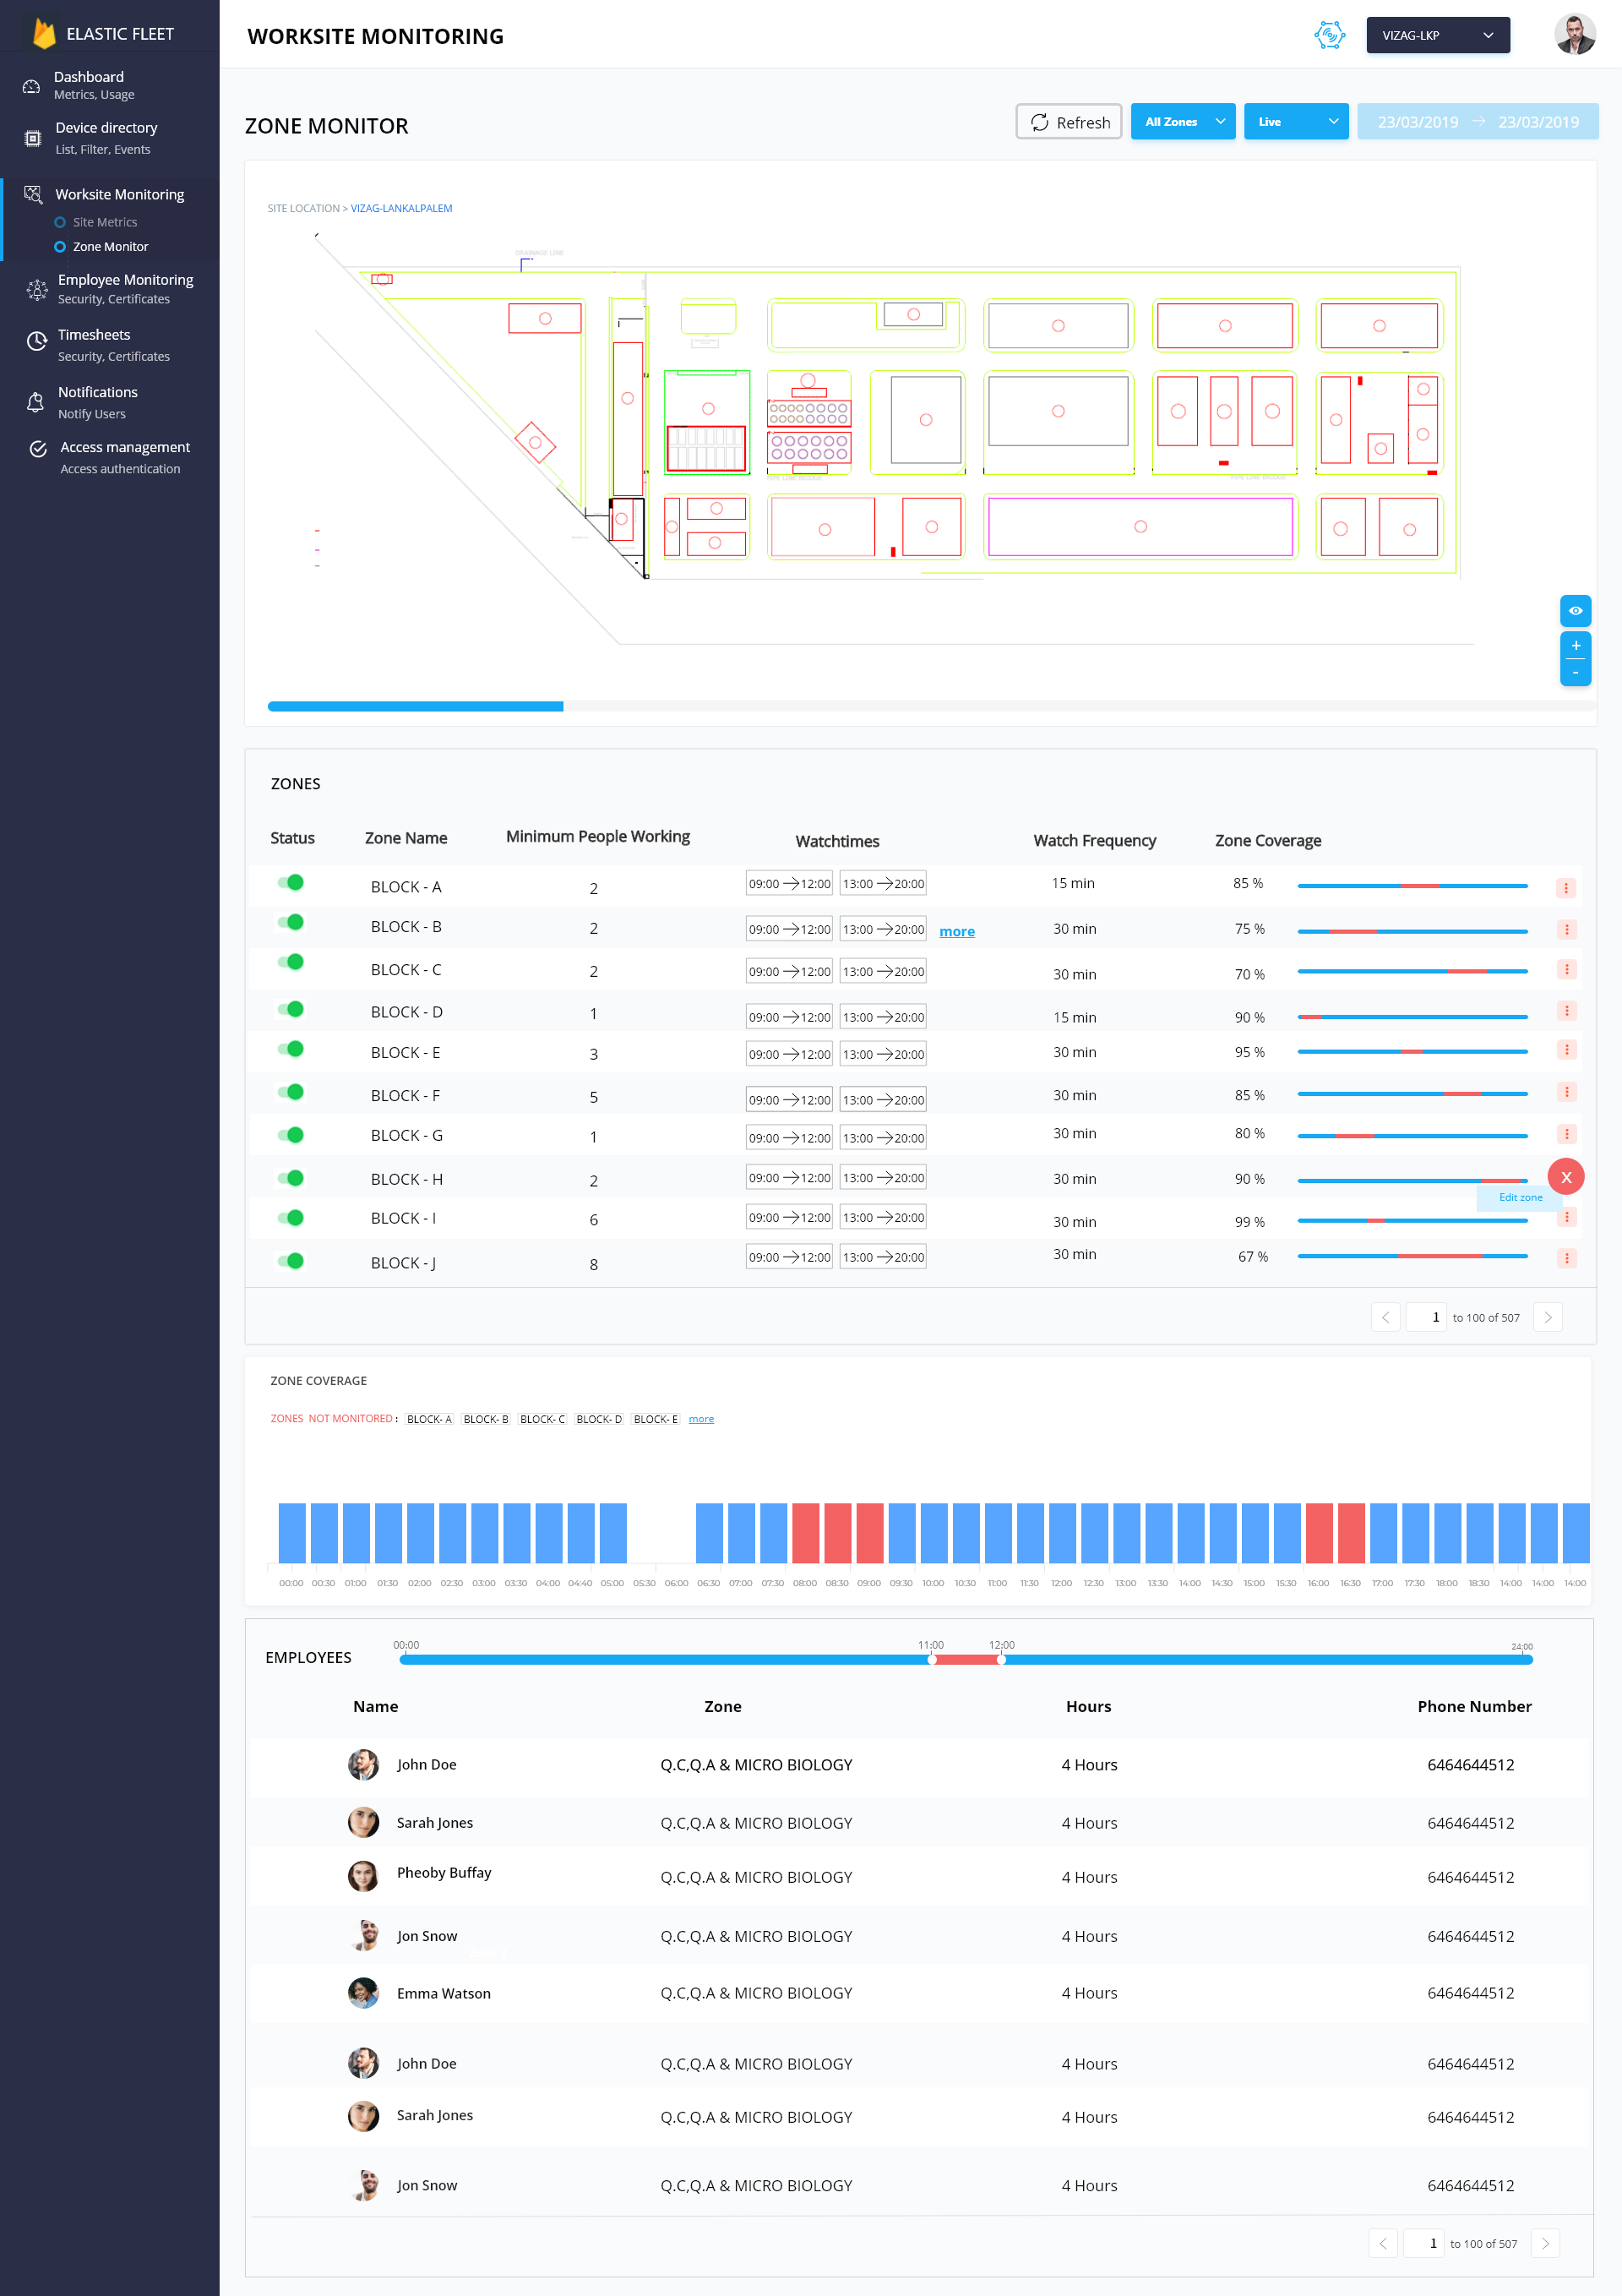 ELASTIC FLEET
Dashboard
Metrics, Usage
Device directory
List, Filter, Events
Worksite Monitoring
Site Metrics
Zone Monitor
Employee Monitoring
Security, Certificates
Timesheets
Security, Certificates
Notifications
Notify Users
Access management
Access authentication
WORKSITE MONITORING
VIZAG-LKP
ZONE MONITOR
Refresh
All Zones
Live
23/03/2019 → 23/03/2019
SITE LOCATION > VIZAG-LANKALPALEM
DRAINAGE LINE
PIPE LINE BRIDGE
PIPE LINE BRIDGE
+
-
ZONES
Status Zone Name Minimum People Working Watchtimes Watch Frequency Zone Coverage
BLOCK - A 2 09:00 → 12:00 13:00 → 20:00 15 min 85 %
BLOCK - B 2 09:00 → 12:00 13:00 → 20:00 more 30 min 75 %
BLOCK - C 2 09:00 → 12:00 13:00 → 20:00 30 min 70 %
BLOCK - D 1 09:00 → 12:00 13:00 → 20:00 15 min 90 %
BLOCK - E 3 09:00 → 12:00 13:00 → 20:00 30 min 95 %
BLOCK - F 5 09:00 → 12:00 13:00 → 20:00 30 min 85 %
BLOCK - G 1 09:00 → 12:00 13:00 → 20:00 30 min 80 %
BLOCK - H 2 09:00 → 12:00 13:00 → 20:00 30 min 90 % X
Edit zone
BLOCK - I 6 09:00 → 12:00 13:00 → 20:00 30 min 99 %
BLOCK - J 8 09:00 → 12:00 13:00 → 20:00 30 min 67 %
1 to 100 of 507
ZONE COVERAGE
ZONES NOT MONITORED : BLOCK- A BLOCK- B BLOCK- C BLOCK- D BLOCK- E more
00:00 00:30 01:00 01:30 02:00 02:30 03:00 03:30 04:00 04:40 05:00 05:30 06:00 06:30 07:00 07:30 08:00 08:30 09:00 09:30 10:00 10:30 11:00 11:30 12:00 12:30 13:00 13:30 14:00 14:30 15:00 15:30 16:00 16:30 17:00 17:30 18:00 18:30 14:00 14:00 14:00
EMPLOYEES
00:00 11:00 12:00 24:00
Name Zone Hours Phone Number
John Doe Q.C,Q.A & MICRO BIOLOGY 4 Hours 6464644512
Sarah Jones Q.C,Q.A & MICRO BIOLOGY 4 Hours 6464644512
Pheoby Buffay Q.C,Q.A & MICRO BIOLOGY 4 Hours 6464644512
Jon Snow Q.C,Q.A & MICRO BIOLOGY 4 Hours 6464644512
Emma Watson Q.C,Q.A & MICRO BIOLOGY 4 Hours 6464644512
John Doe Q.C,Q.A & MICRO BIOLOGY 4 Hours 6464644512
Sarah Jones Q.C,Q.A & MICRO BIOLOGY 4 Hours 6464644512
Jon Snow Q.C,Q.A & MICRO BIOLOGY 4 Hours 6464644512
1 to 100 of 507